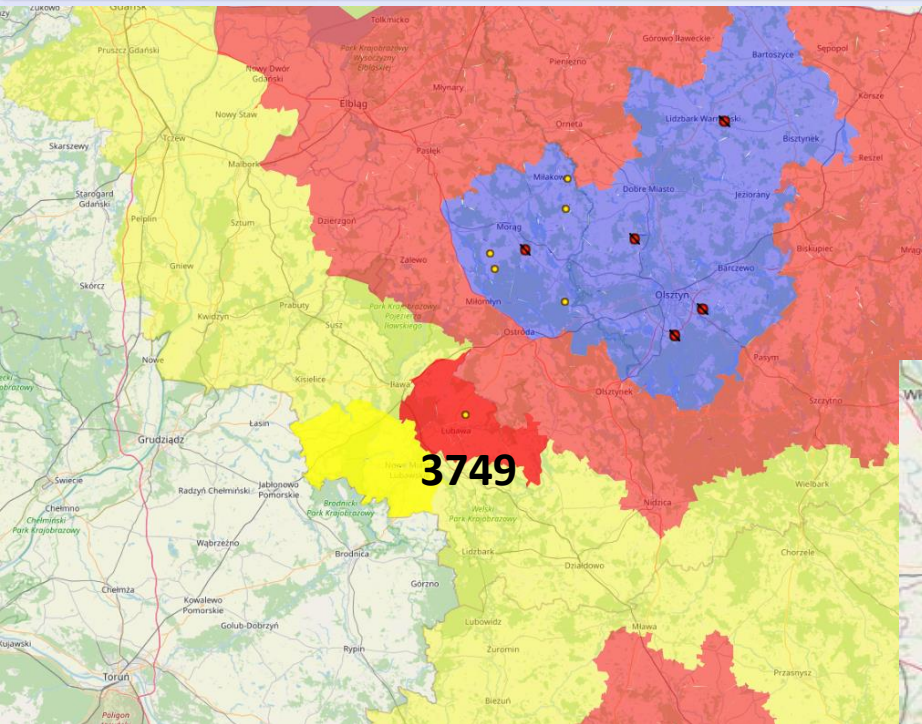 Żukowo
Gdańsk
Tolkmicko
Pruszcz Gdański
Park Krajobrazowy
Wysoczyzny
Elbląskiej
Górowo Iławeckie
Sępopol
Bartoszyce
Pieniężno
Nowy Dwór
Gdański
Młynary
Elbląg
Korsze
Nowy Staw
Lidzbark Warmiński
Orneta
Tczew
Bisztynek
Skarszewy
Pasłęk
Malbork
Reszel
Miłakowo
Dobre Miasto
Jeziorany
Starogard
Gdański
Pelplin
Sztum
Dzierzgoń
Morąg
Biskupiec
Zalewo
Gniew
Barczewo
Skórcz
Olsztyn
Prabuty
Park Krajobrazowy
Pojezierza
Iławskiego
Miłomłyn
Kwidzyn
Susz
Ostróda
Nowe
Pasym
Kisielice
Iława
Olsztynek
Szczytno
Łasin
Grudziądz
Lubawa
3749
Świecie
Radzyń Chełmiński
Jabłonowo
Pomorskie
Wielbark
Chełmno
Brodnicki
Park Krajobrazowy
Nidzica
Welski
Park Krajobrazowy
Chełmiński
Park Krajobrazowy
Wąbrzeźno
Brodnica
Lidzbark
Chorzele
Działdowo
Chełmża
Górzno
Kowalewo
Pomorskie
Lubowidz
Golub-Dobrzyń
Mława
Kujawski
Rypin
Żuromin
Toruń
Przasnysz
Bieżuń
Poligon